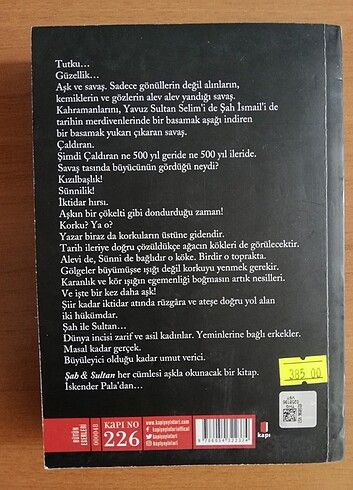 Tutku...
Güzellik...
Aşk ve savaş. Sadece gönüllerin değil alınların,
kemiklerin ve gözlerin alev alev yandığı savaş.
Kahramanlarını, Yavuz Sultan Selim'i de Şah İsmail'i de
tarihin merdivenlerinde bir basamak aşağı indiren
bir basamak yukarı çıkaran savaş.
Çaldıran.
Şimdi Çaldıran ne 500 yıl geride ne 500 yıl ileride.
Savaş tasında büyücünün gördüğü neydi?
Kızılbaşlık!
Sünnilik!
İktidar hırsı.
Aşkın bir çökelti gibi dondurduğu zaman!
Korku? Ya o?
Yazar biraz da korkuların üstüne gidendir.
Tarih ileriye doğru çözüldükçe ağacın kökleri de görülecektir.
Alevi de, Sünni de bağlıdır o köke. Birdir o toprakta.
Gölgeler büyümüşse ışığı değil korkuyu yenmek gerekir.
Karanlık ve kör ışığın egemenliği boğmasın artık nesilleri.
Ve işte bir kez daha aşk!
Şiir kadar iktidar atında rüzgâra ve ateşe doğru yol alan
iki hükümdar.
Şah ile Sultan...
Dünya incisi zarif ve asil kadınlar. Yeminlerine bağlı erkekler.
Masal kadar gerçek.
Büyüleyici olduğu kadar umut verici.
Şah & Sultan her cümlesi aşkla okunacak bir kitap.
İskender Pala'dan...
385.00
BÜTÜN
ESERLERİ
000048
KAPI NO
226
www.kapiyayinlari.com
kapiyayinlariofficial
kapiyayinlari
kapiyayinlari
kapı